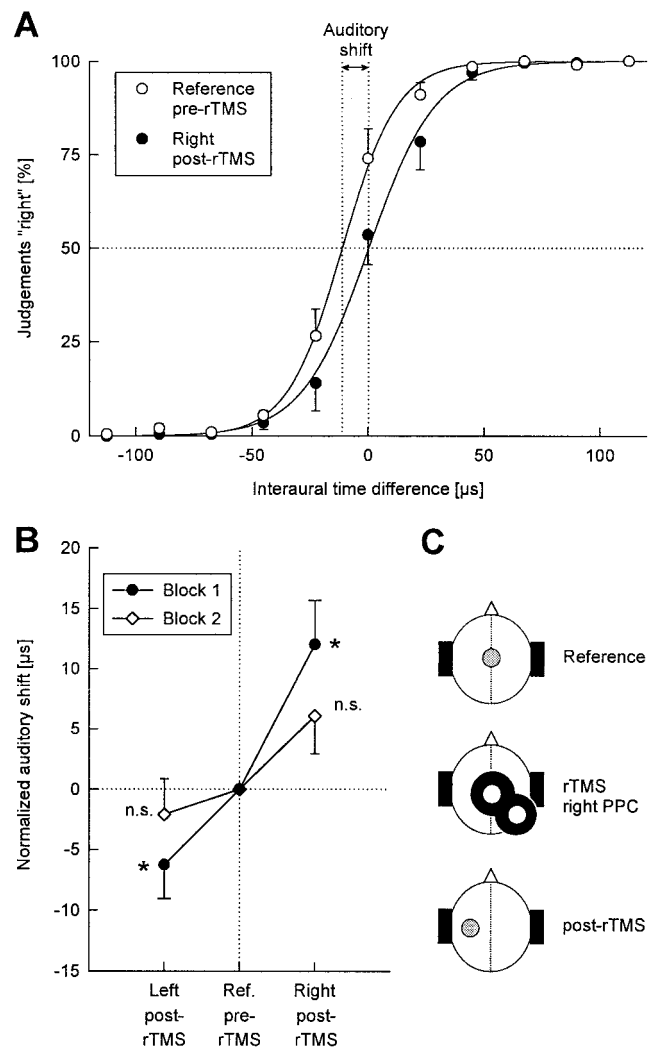 A
Auditory
shift
Reference
pre-rTMS
Right
post-rTMS
Judgements "right" [%]
100
75
50
25
0
-100
-50
0
50
100
Interaural time difference [µs]
B
Block 1
Block 2
Normalized auditory shift [µs]
20
15
10
5
0
-5
-10
-15
*
n.s.
n.s.
*
Left
post-
rTMS
Ref.
pre-
rTMS
Right
post-
rTMS
C
Reference
rTMS
right PPC
post-rTMS